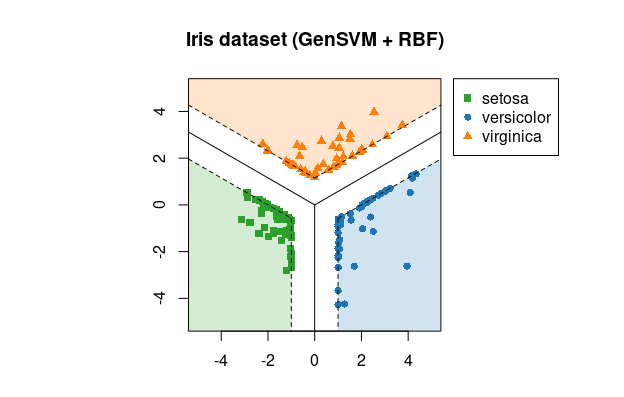 Iris dataset (GenSVM + RBF)
setosa
versicolor
virginica
4
2
0
-2
-4
-4 -2 0 2 4